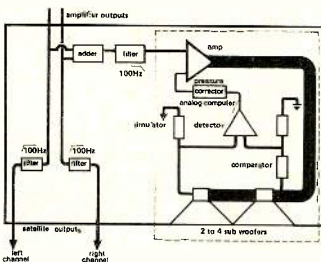 amplifier outputs
adder
filter
100Hz
amp
pressure
corrector
analog computer
simulator
detector
comparator
filter
100Hz
filter
100Hz
satellite outputs
2 to 4 sub woofers
left
channel
right
channel